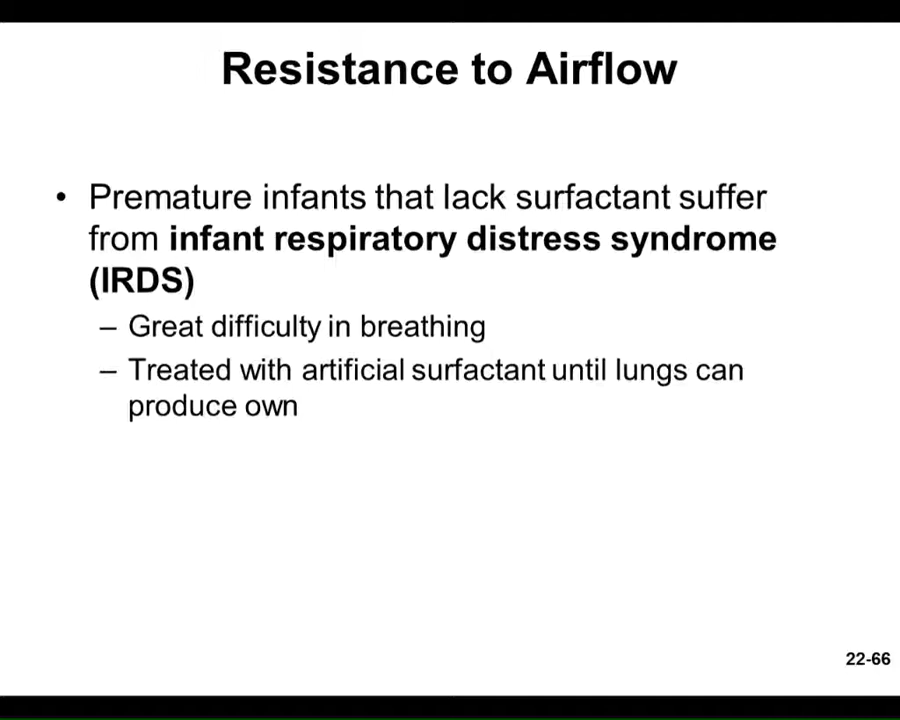 Resistance to Airflow
• Premature infants that lack surfactant suffer
from infant respiratory distress syndrome
(IRDS)
– Great difficulty in breathing
– Treated with artificial surfactant until lungs can
produce own
22-66